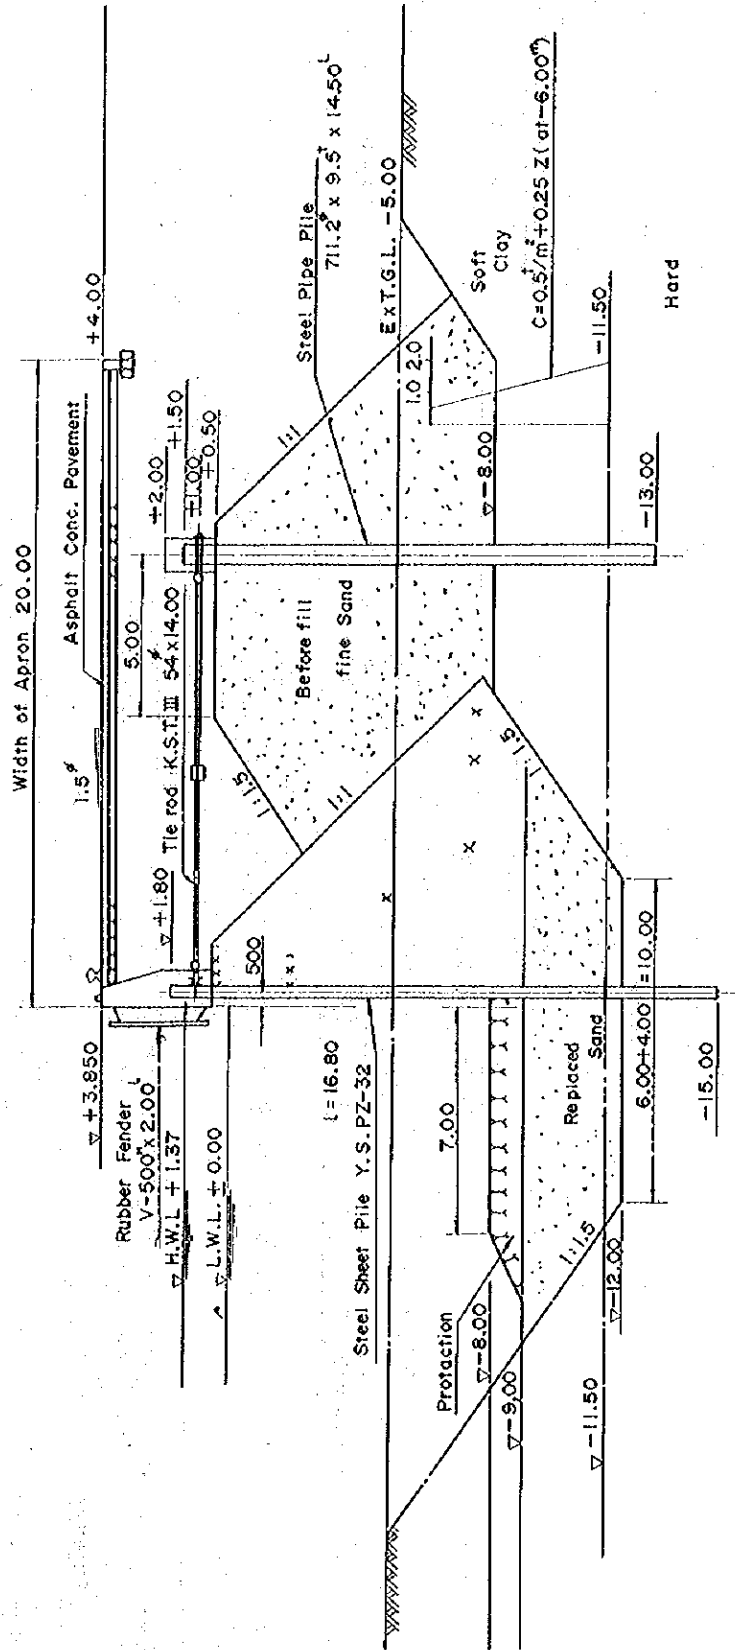 Width of Apron 20.00
+4.00
Asphalt Conc. Pavement
1.5ᵠ
▽ +3.850
Rubber Fender
V-500ᴴ x 2.00ᴸ
▽ H.W.L + 1.37
▽ L.W.L. ± 0.00
▽ +1.80
Tie rod K.S.T.III 54ᵠx14.00
5.00
+2.00
+1.50
+1.00
+0.50
500
l = 16.80
Steel Sheet Pile Y.S.PZ-32
1:1.5
1:1
Before fill
fine Sand
1:1
Steel Pipe Pile
711.2ᵠ x 9.5ᵗ x 14.50ᴸ
ExT.G.L. -5.00
1.0 2.0
Soft
Clay
C=0.5ᵗ/m²+0.25 Z(at-6.00ᵐ)
▽-8.00
-11.50
Hard
-13.00
7.00
Protaction
▽-8.00
▽-9.00
1:1.5
Replaced
Sand
1:1.5
▽-11.50
▽-12.00
6.00+4.00=10.00
-15.00